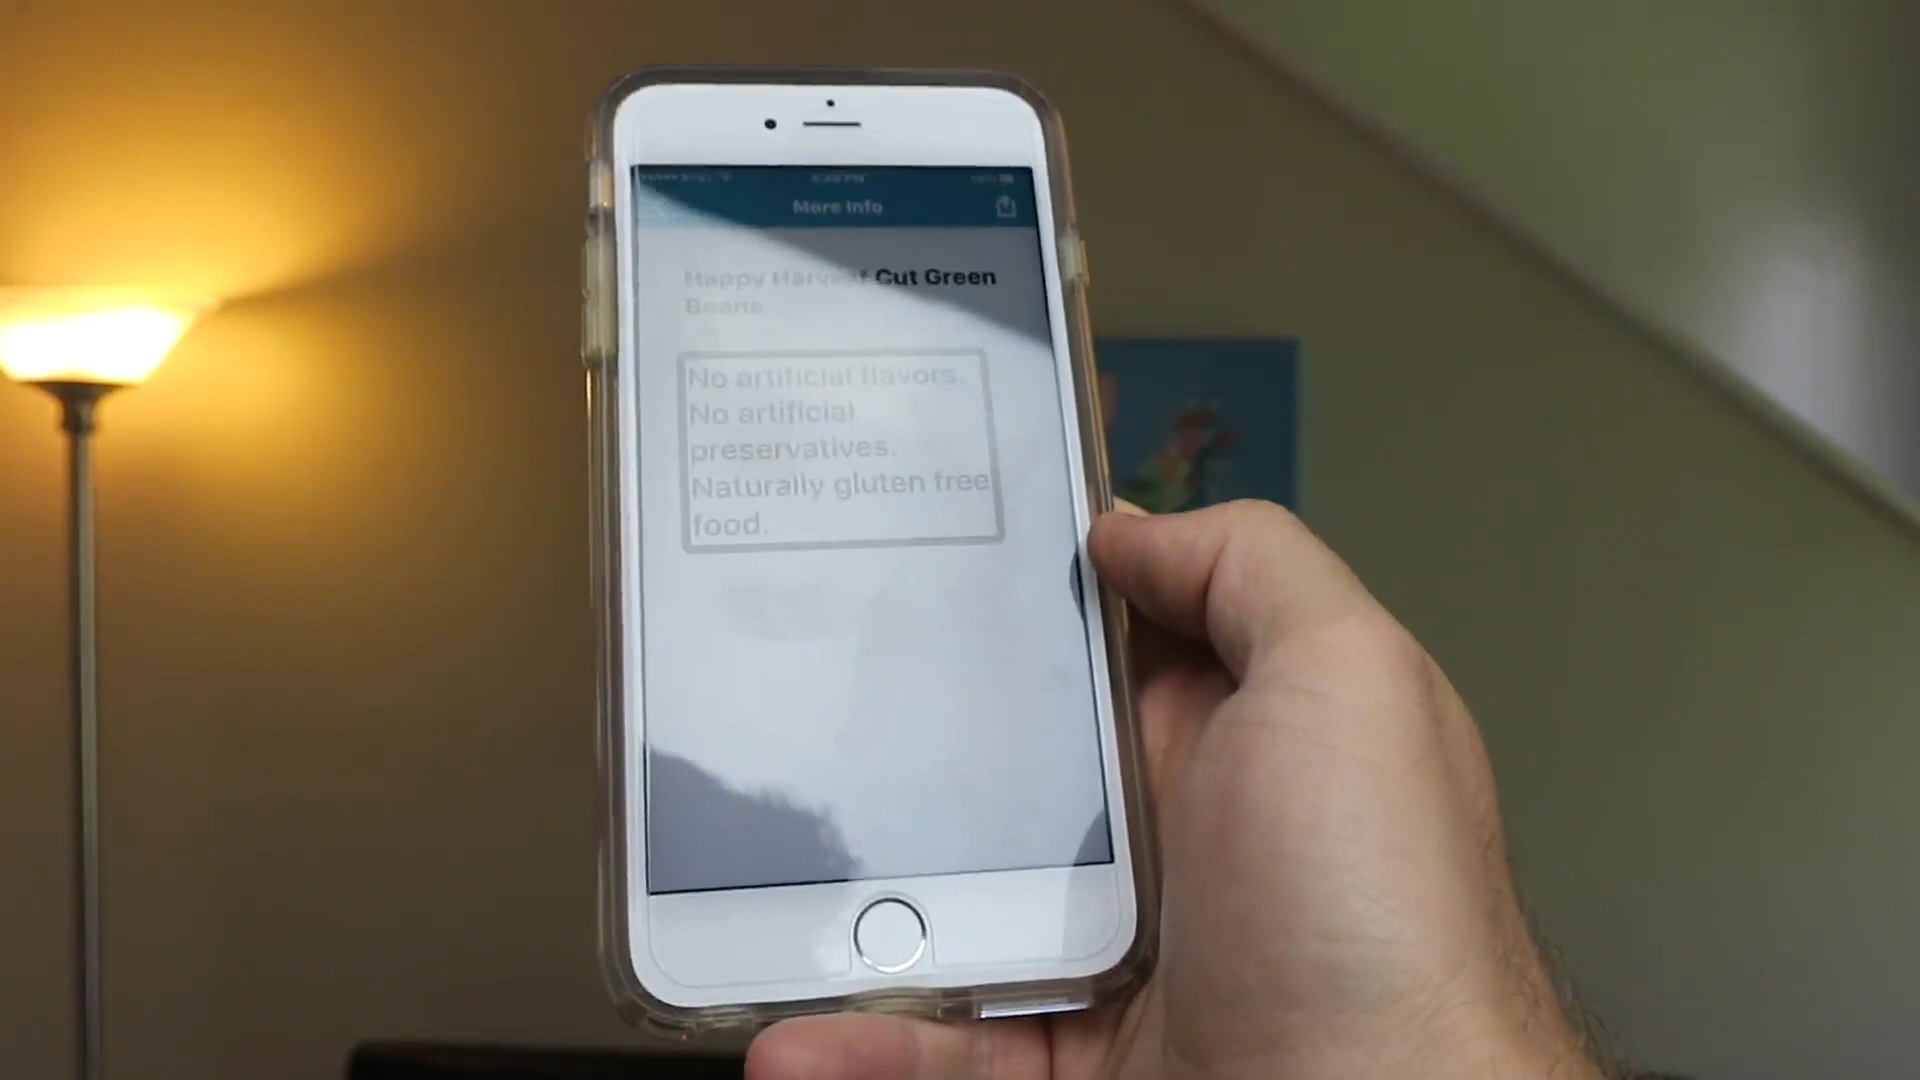 More Info
Happy Harvest Cut Green
Beans
No artificial flavors.
No artificial
preservatives.
Naturally gluten free
food.